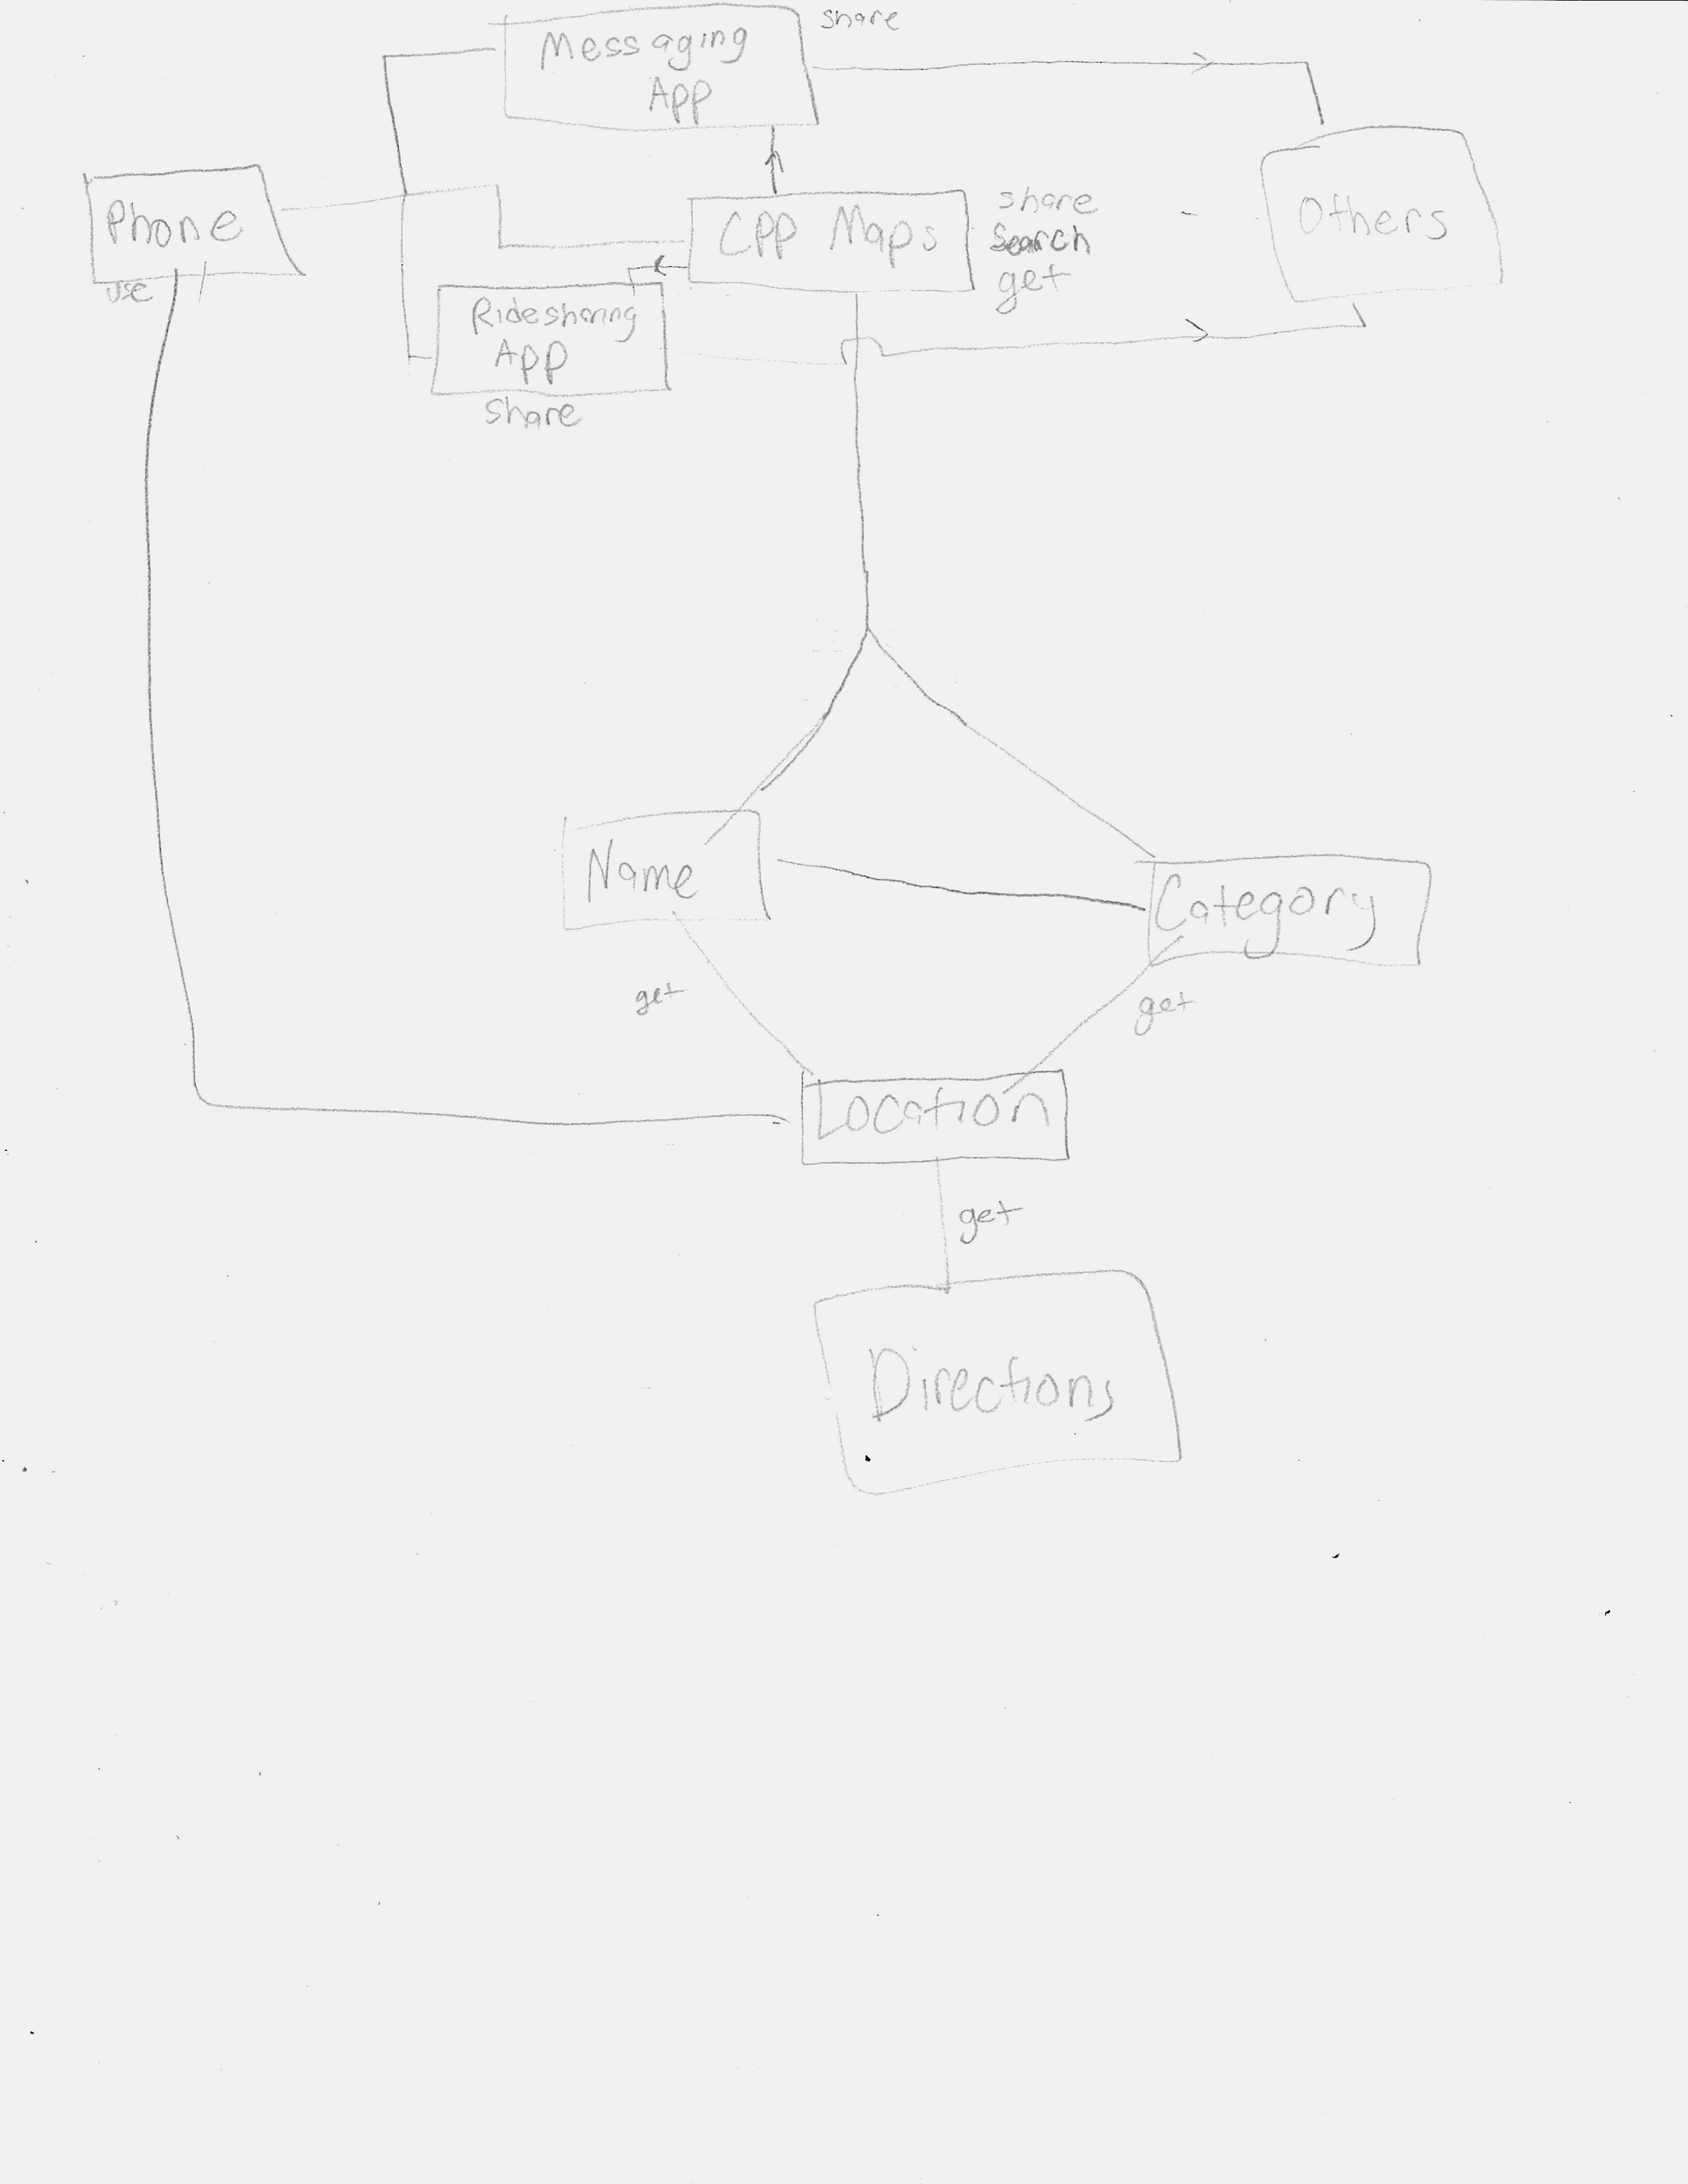 share
Messaging
App
Phone
use
CPP Maps
share
search
get
Others
Ridesharing
App
share
Name
Category
get
get
Location
get
Directions